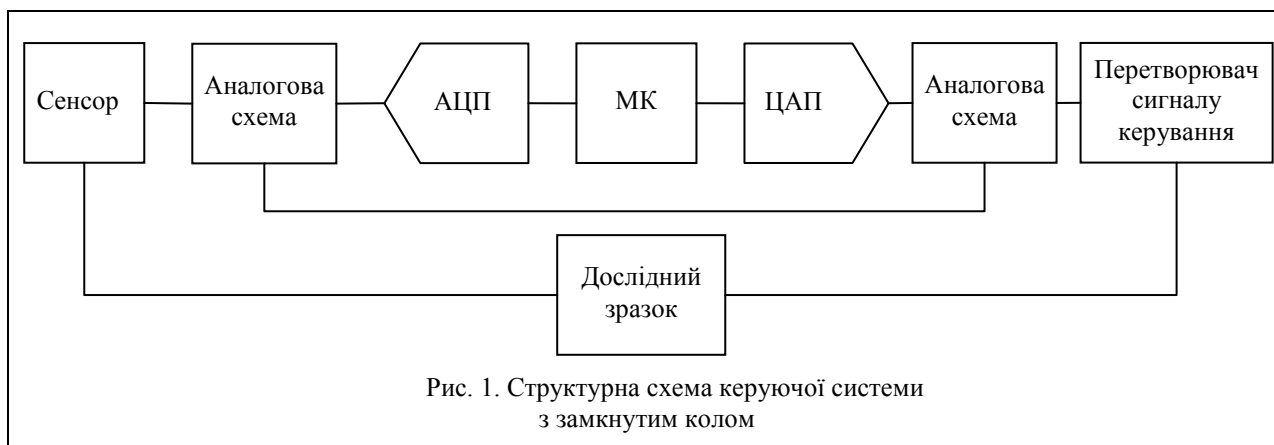 Сенсор
Аналогова
схема
АЦП
МК
ЦАП
Аналогова
схема
Перетворювач
сигналу
керування
Дослідний
зразок
Рис. 1. Структурна схема керуючої системи
з замкнутим колом